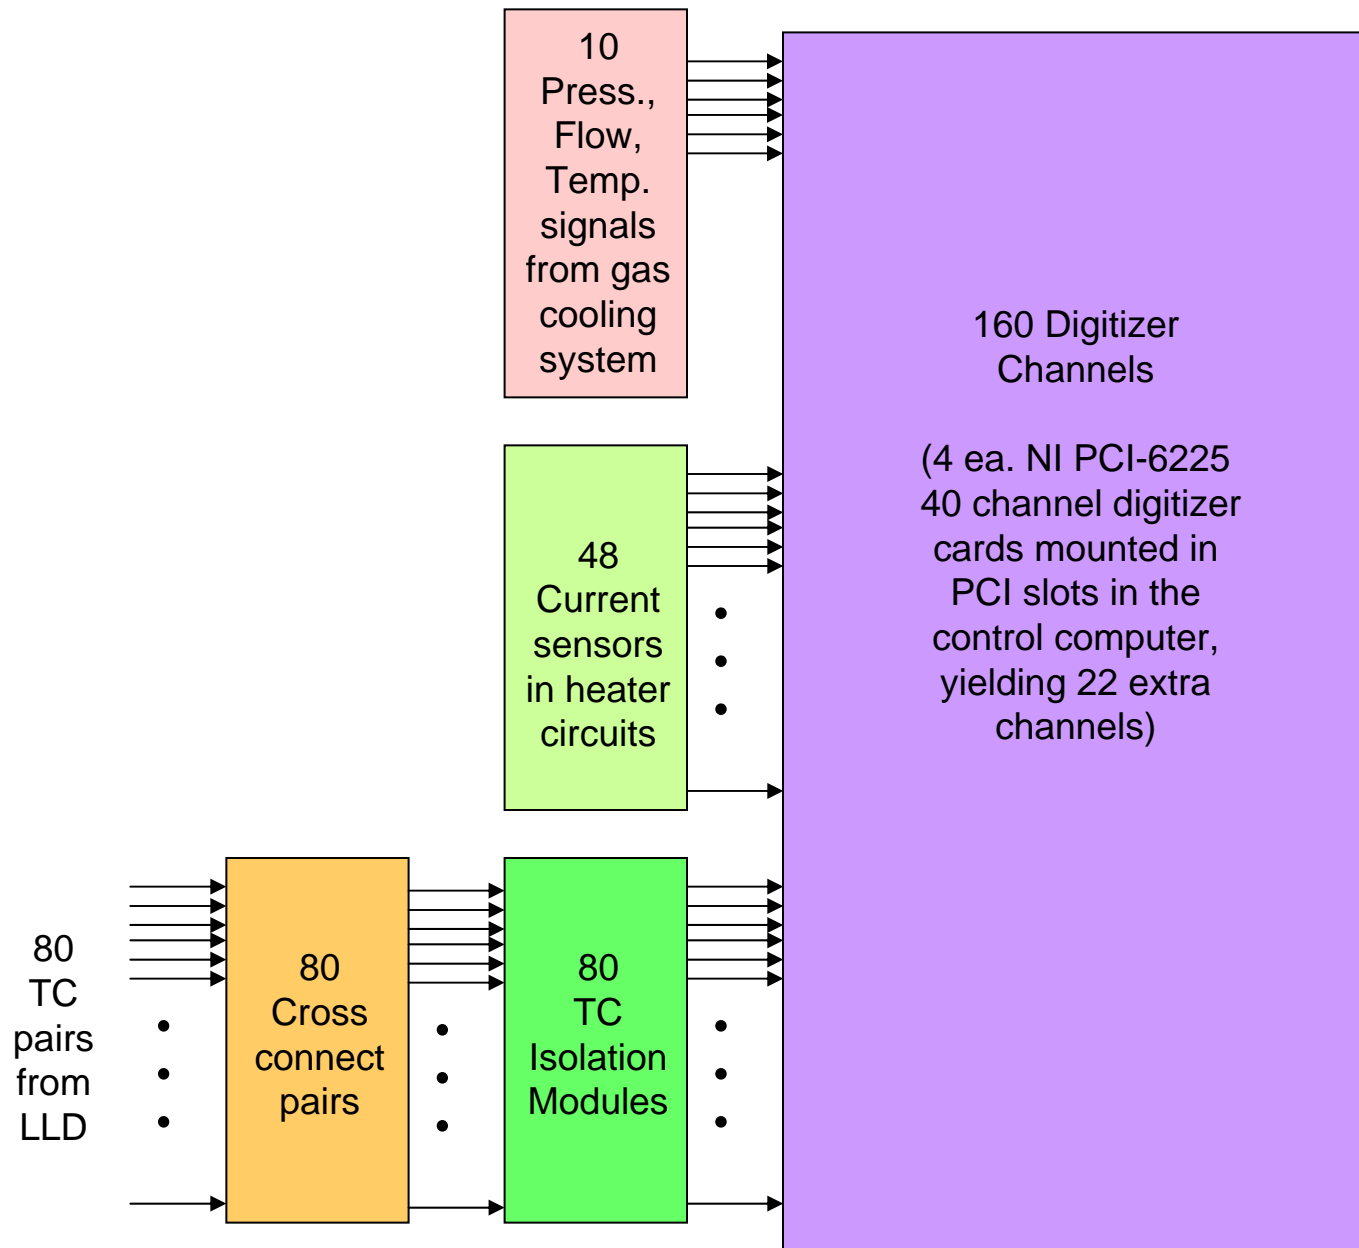 10
Press.,
Flow,
Temp.
signals
from gas
cooling
system
160 Digitizer
Channels
(4 ea. NI PCI-6225
40 channel digitizer
cards mounted in
PCI slots in the
control computer,
yielding 22 extra
channels)
48
Current
sensors
in heater
circuits
80
TC
pairs
from
LLD
80
Cross
connect
pairs
80
TC
Isolation
Modules